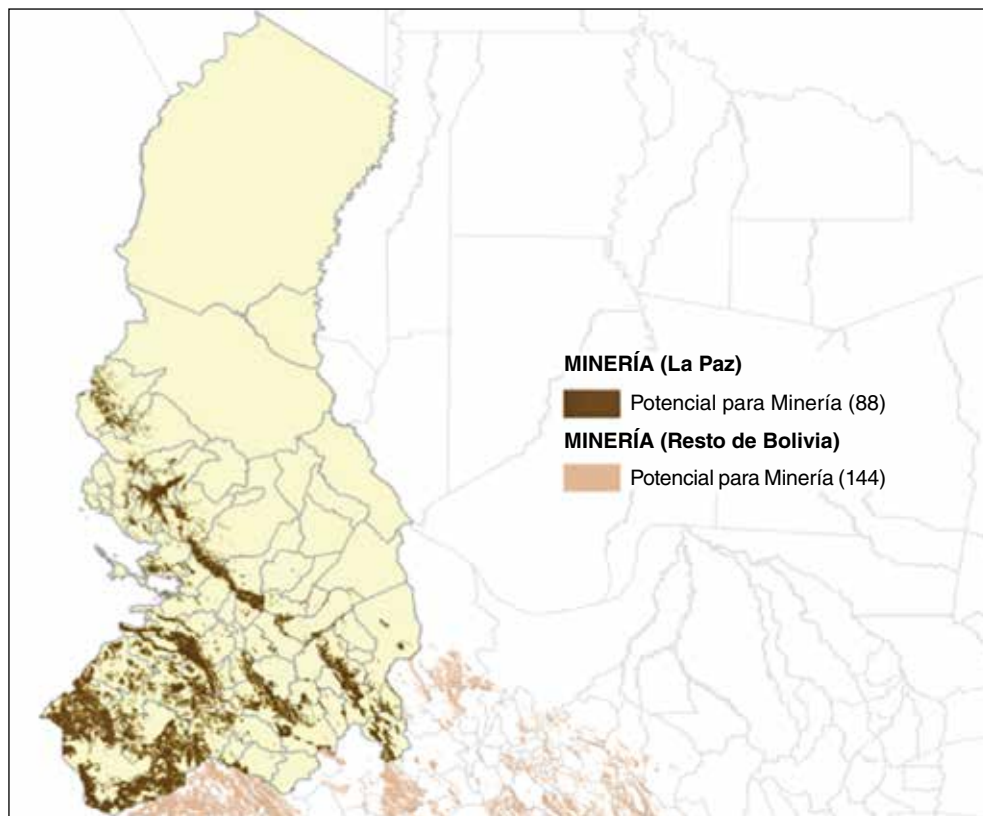 MINERÍA (La Paz)
Potencial para Minería (88)
MINERÍA (Resto de Bolivia)
Potencial para Minería (144)